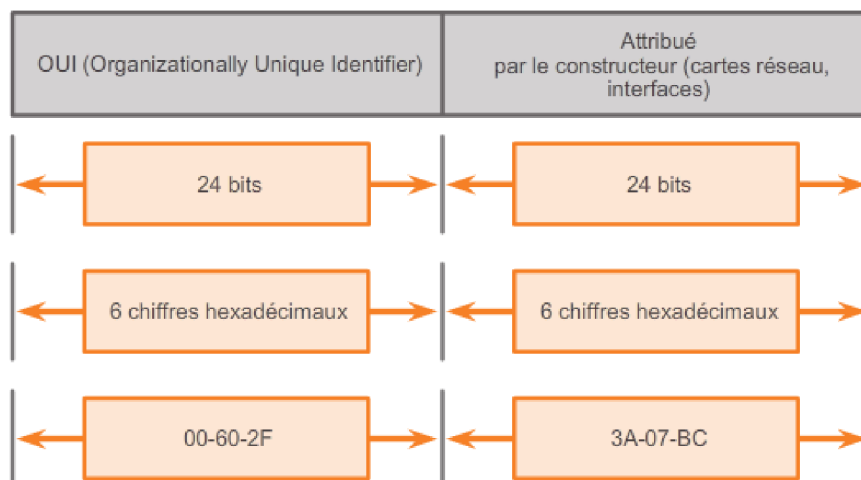 OUI (Organizationally Unique Identifier)
Attribué
par le constructeur (cartes réseau,
interfaces)
24 bits
24 bits
6 chiffres hexadécimaux
6 chiffres hexadécimaux
00-60-2F
3A-07-BC